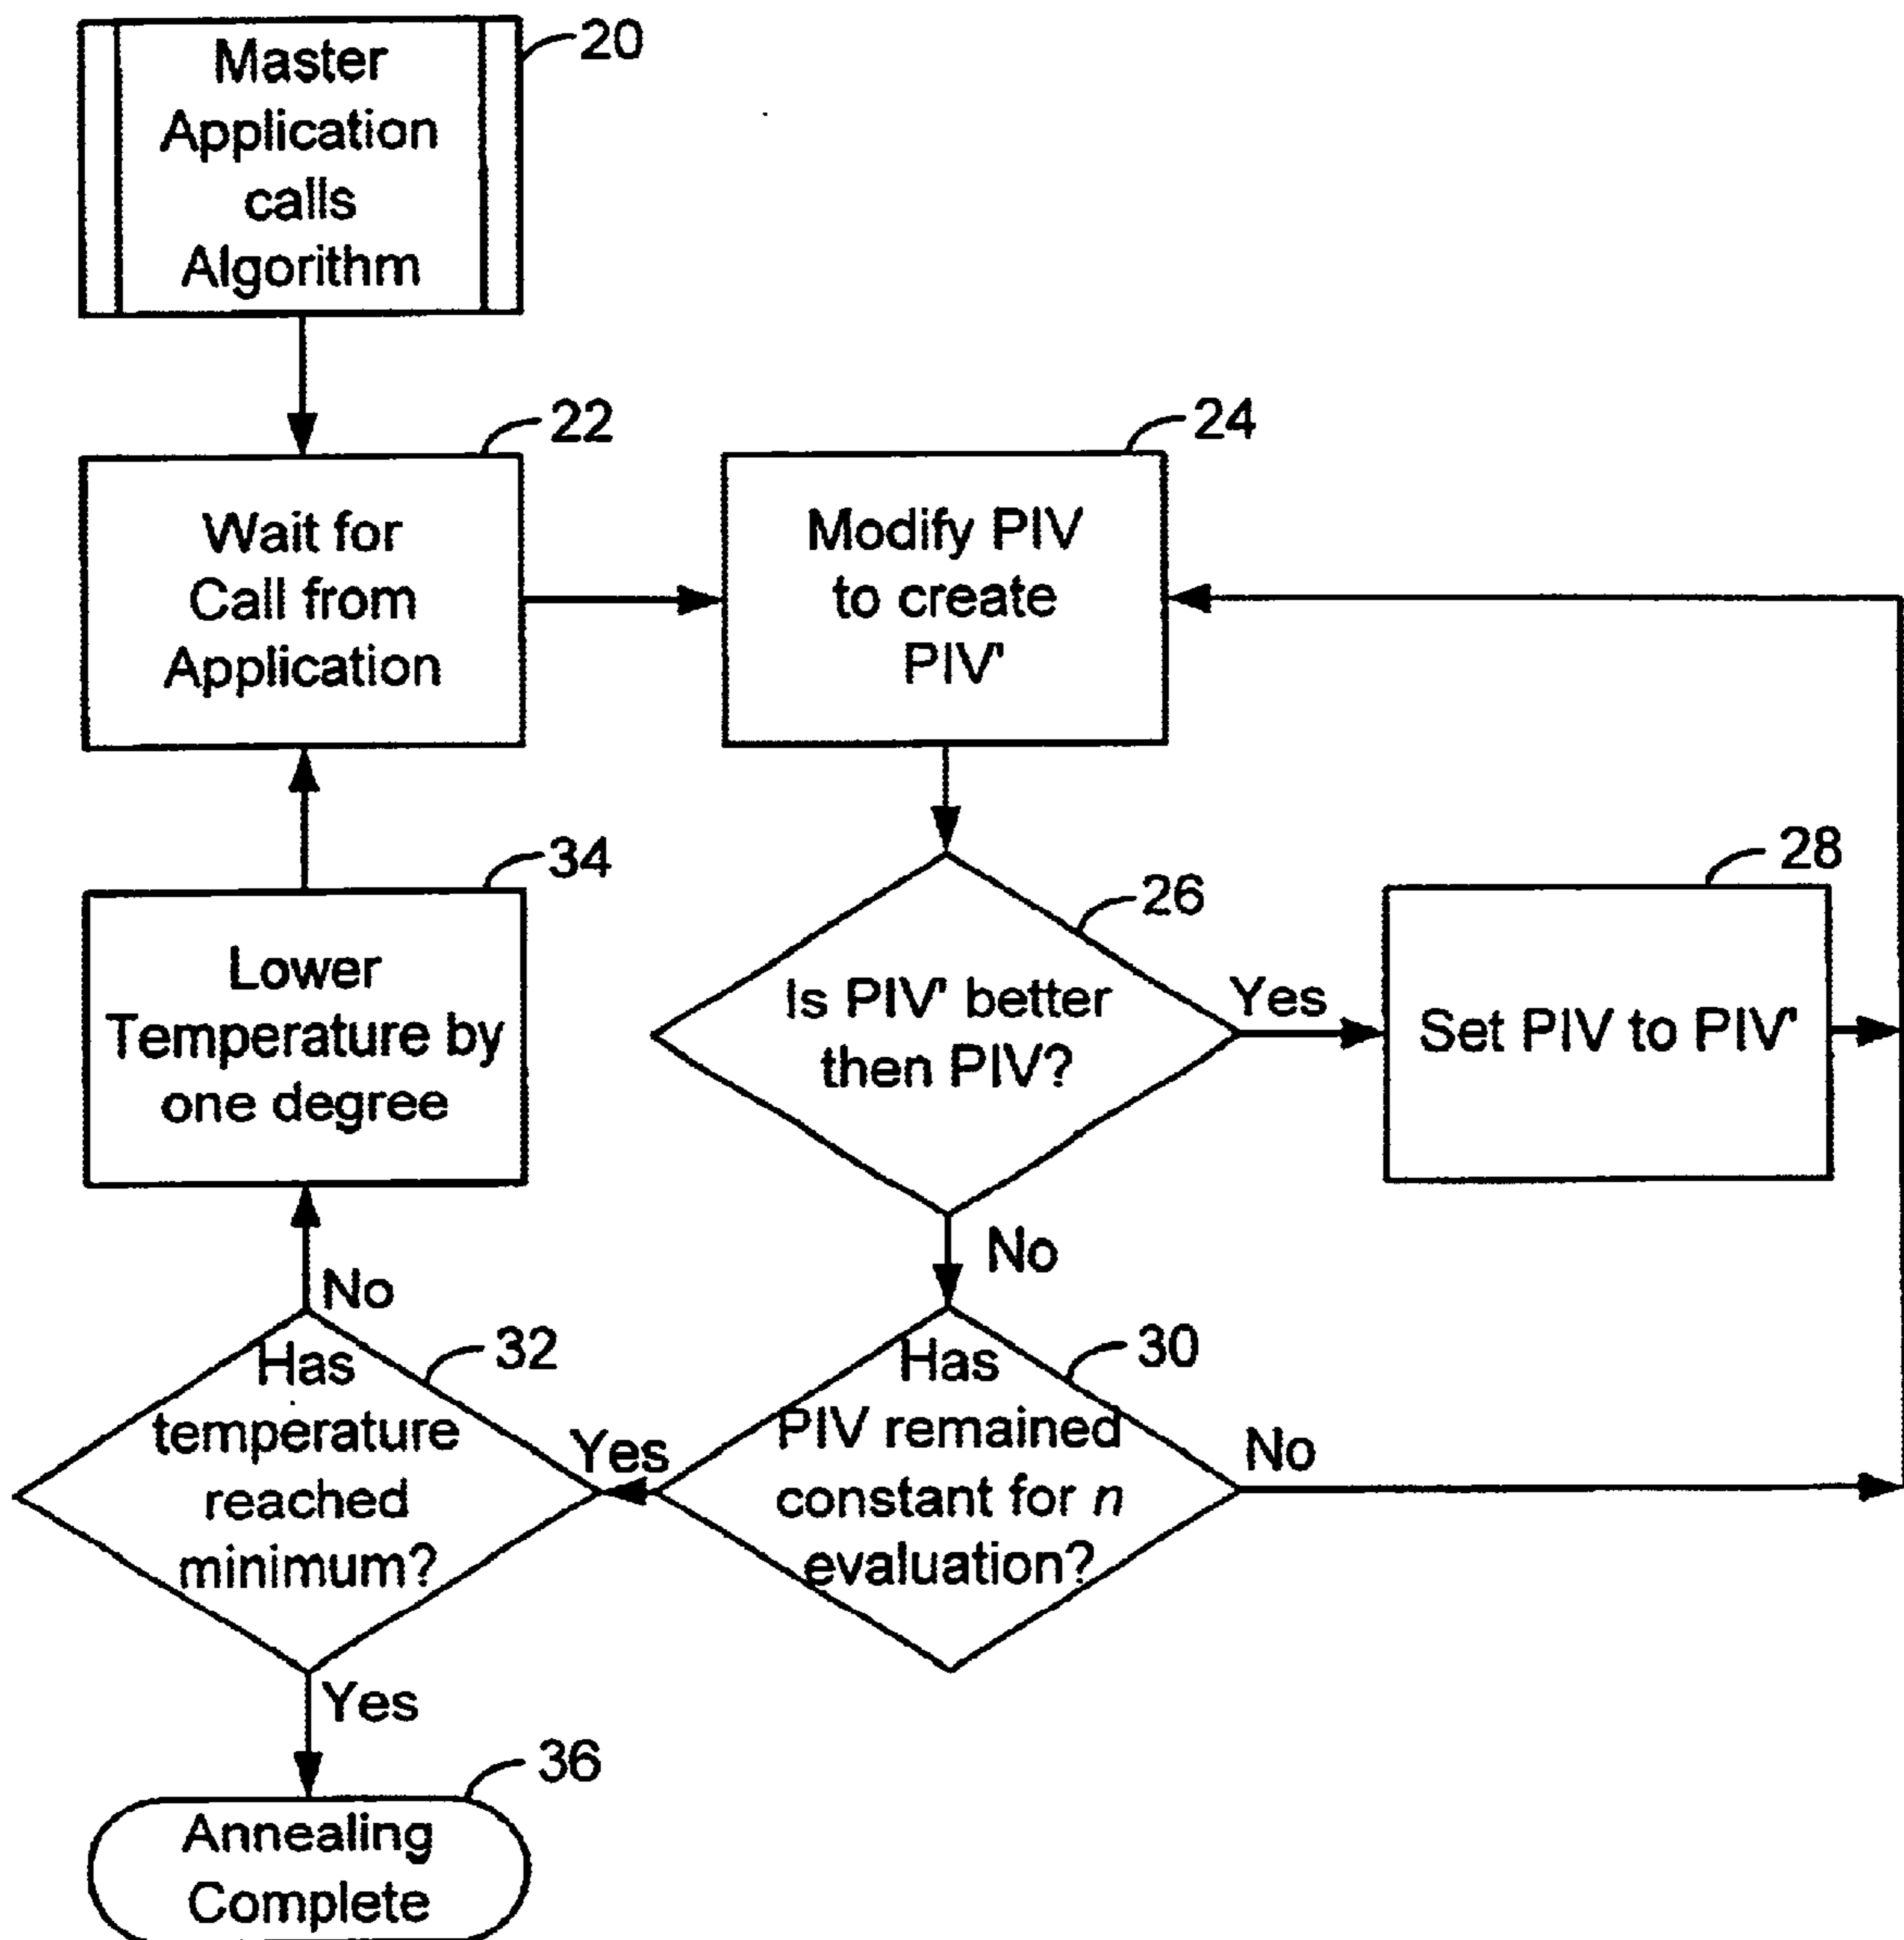 Master
Application
calls
Algorithm
20
Wait for
Call from
Application
22
Modify PIV
to create
PIV'
24
Is PIV' better
then PIV?
26
Yes
Set PIV to PIV'
28
No
Has
PIV remained
constant for n
evaluation?
30
No
Yes
Has
temperature
reached
minimum?
32
No
Lower
Temperature by
one degree
34
Yes
Annealing
Complete
36